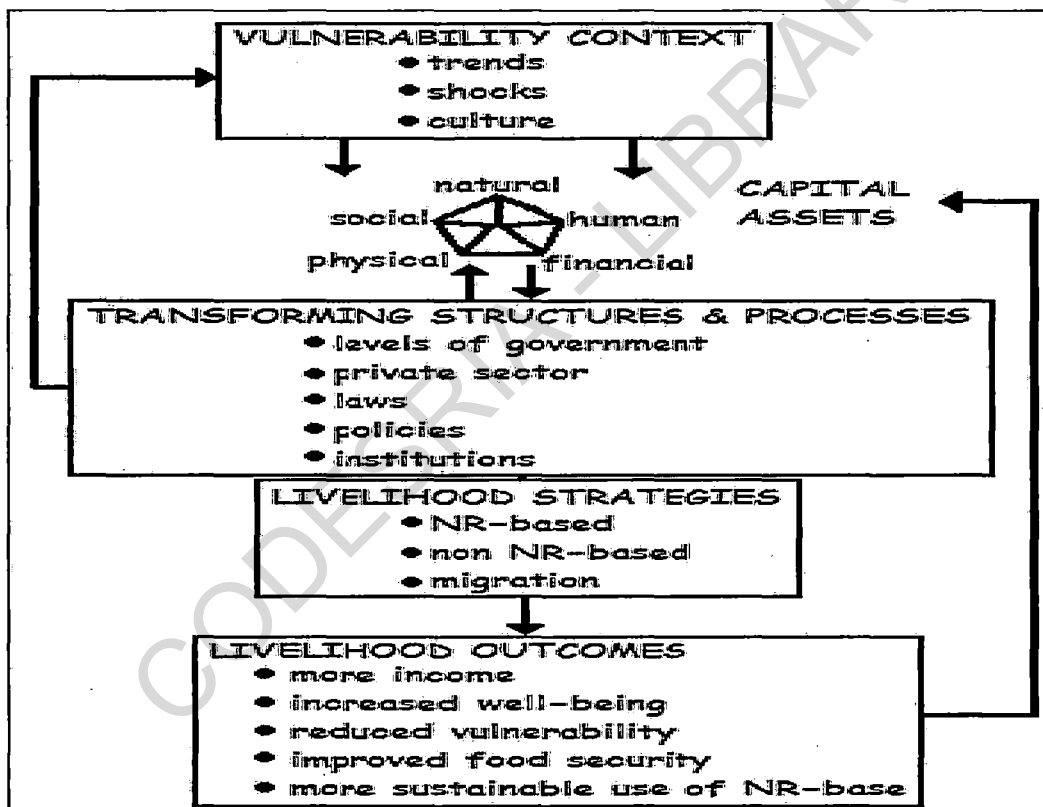 VULNERABILITY CONTEXT
• trends
• shocks
• culture
natural
CAPITAL
social
human
ASSETS
physical
financial
TRANSFORMING STRUCTURES & PROCESSES
• levels of government
• private sector
• laws
• policies
• institutions
LIVELIHOOD STRATEGIES
• NR-based
• non NR-based
• migration
LIVELIHOOD OUTCOMES
• more income
• increased well-being
• reduced vulnerability
• improved food security
• more sustainable use of NR-base
CODESRIA - LIBRAR